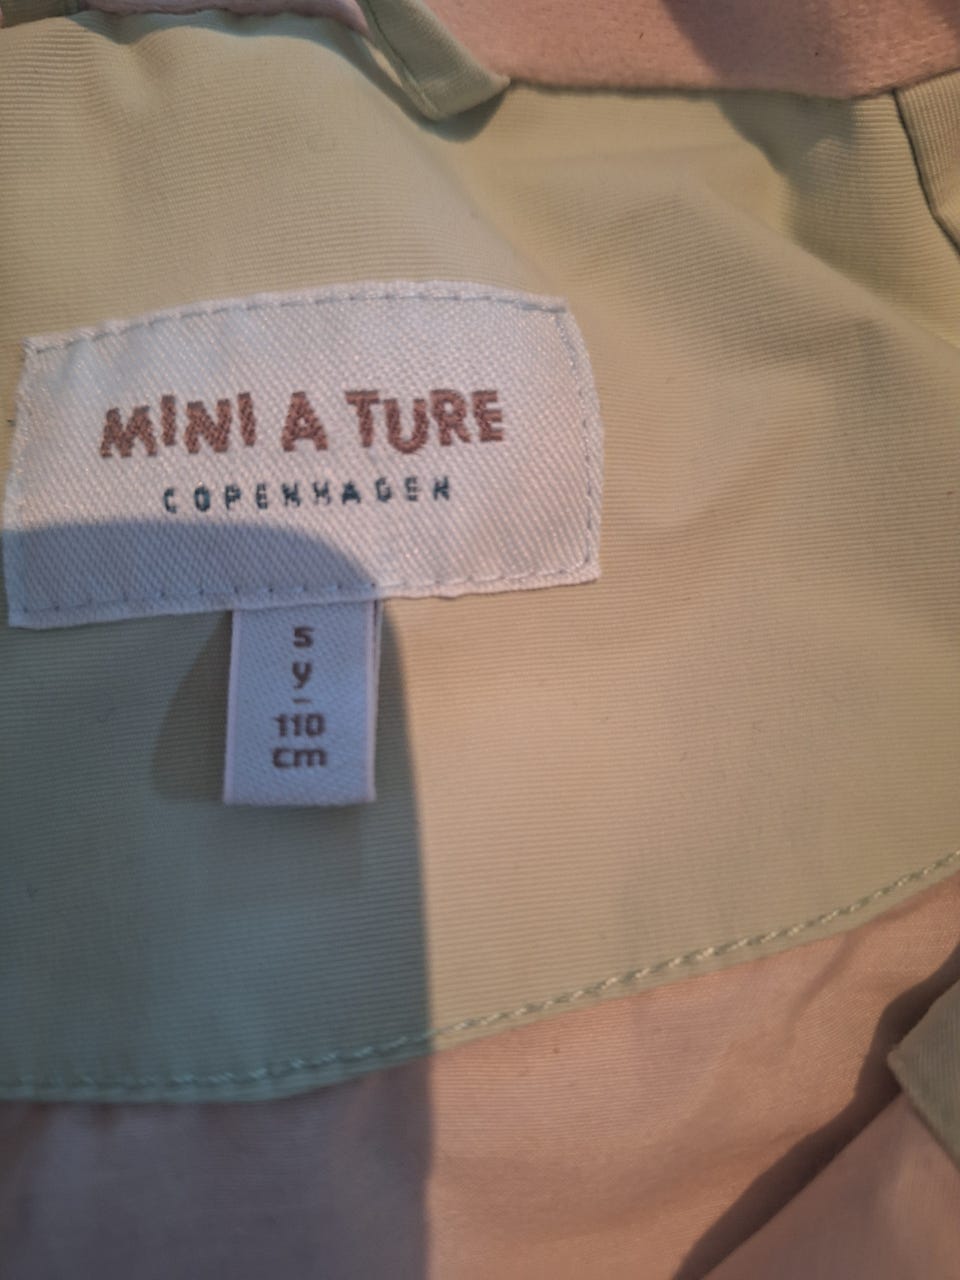 MINI A TURE
COPENHAGEN
5
y
-
110
cm